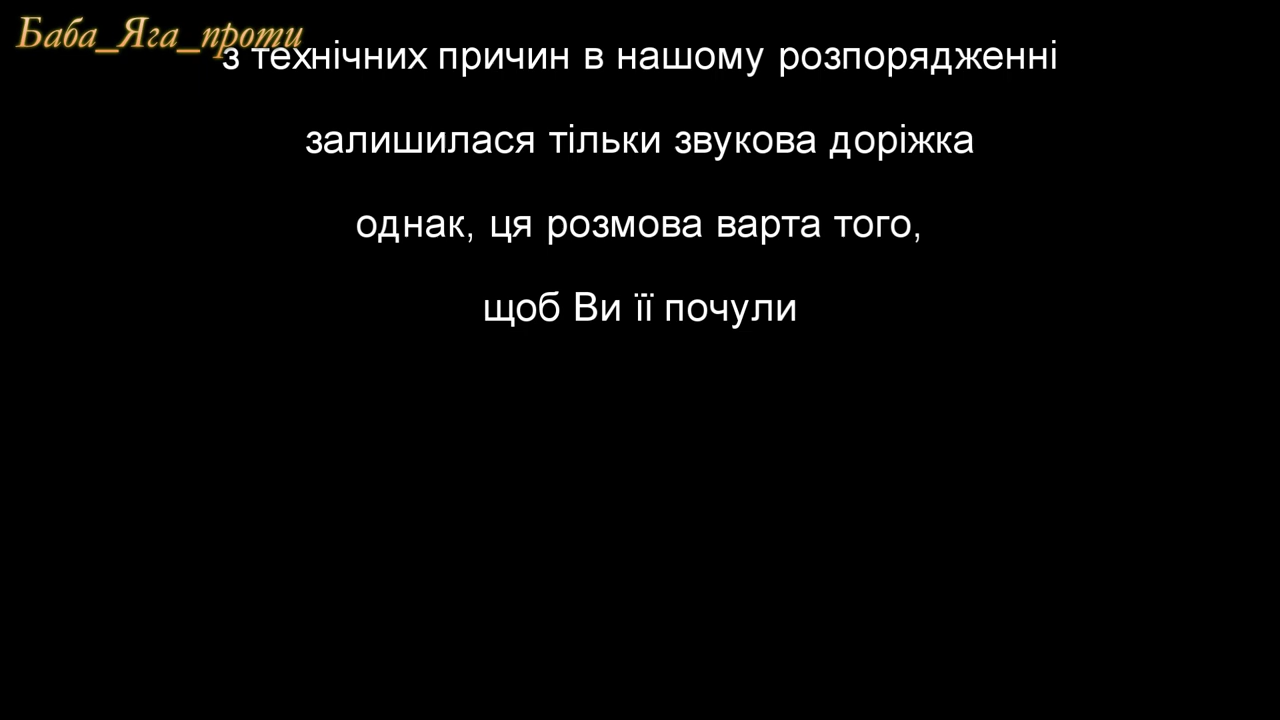 Баба_Яга_проти
з технічних причин в нашому розпорядженні
залишилася тільки звукова доріжка
однак, ця розмова варта того,
щоб Ви її почули